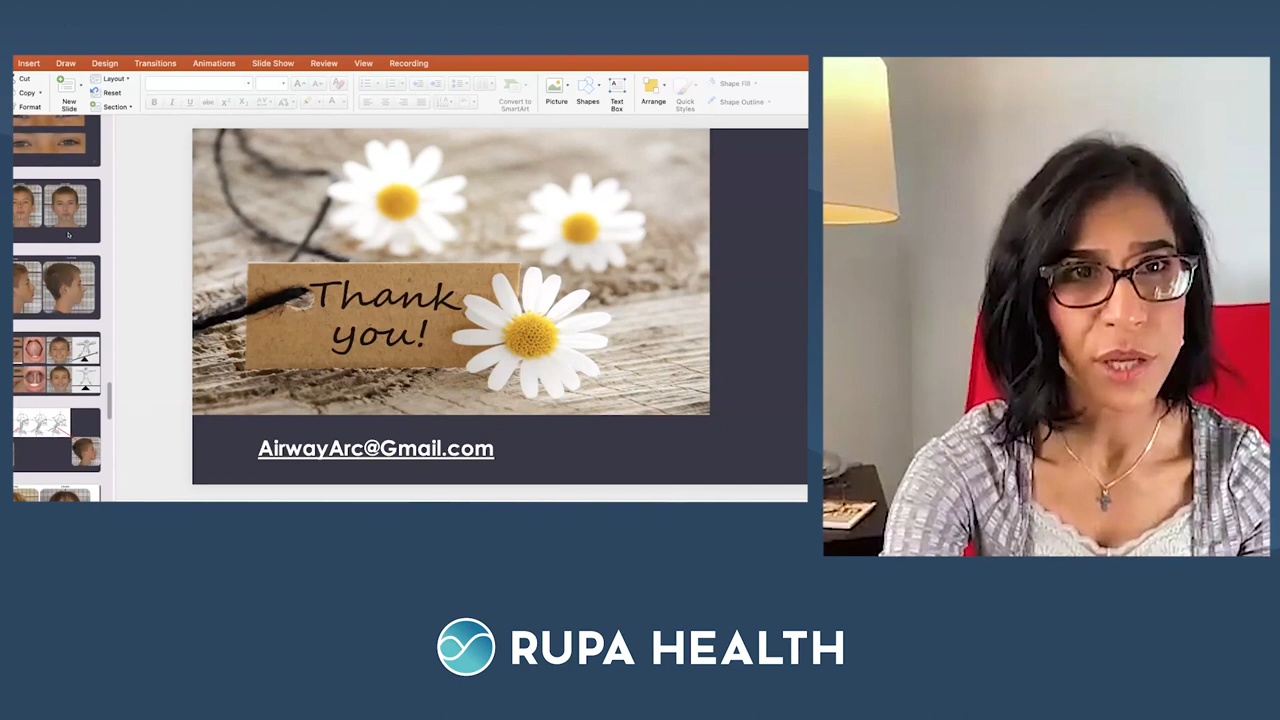 Insert Draw Design Transitions Animations Slide Show Review View Recording
Cut
Copy
Format
New
Slide
Layout
Reset
Section
Convert to
SmartArt
Picture
Shapes
Text
Box
Arrange
Quick
Styles
Shape Fill
Shape Outline
Thank
you!
AirwayArc@Gmail.com
RUPA HEALTH